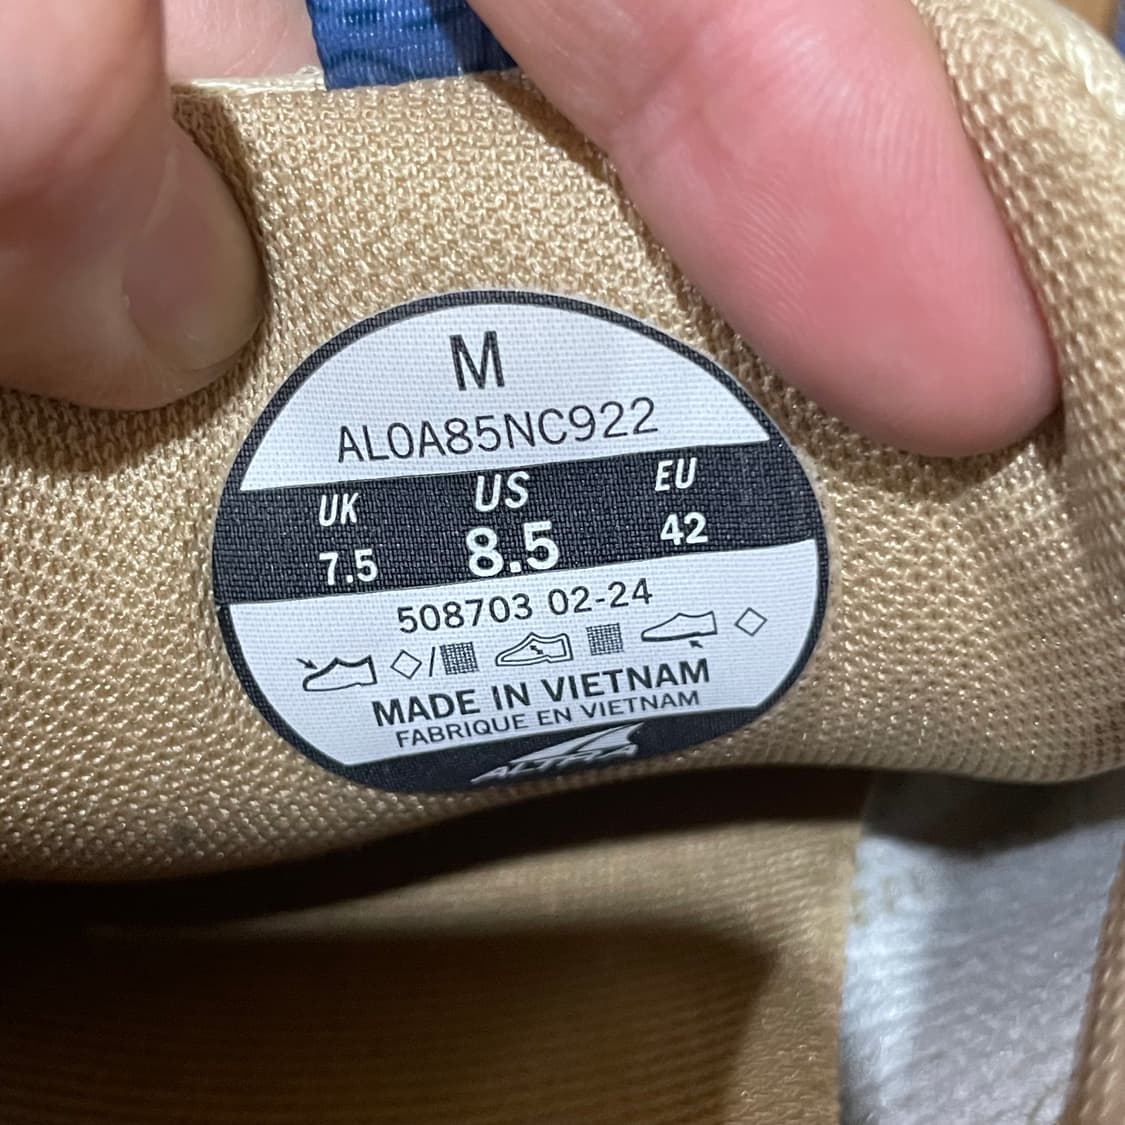 M
AL0A85NC922
UK US EU
7.5 8.5 42
508703 02-24
MADE IN VIETNAM
FABRIQUE EN VIETNAM
ALTRA